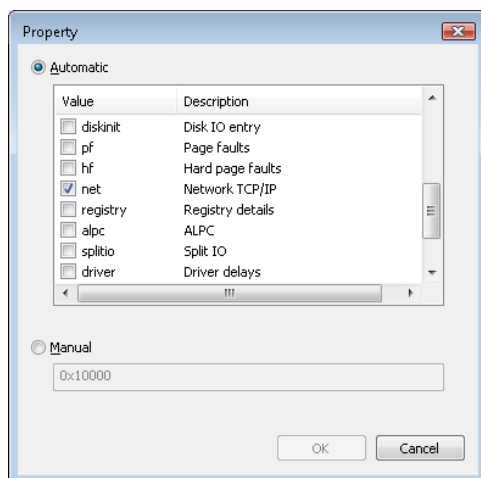 Property
Automatic
Value Description
diskinit Disk IO entry
pf Page faults
hf Hard page faults
net Network TCP/IP
registry Registry details
alpc ALPC
splitio Split IO
driver Driver delays
Manual
0x10000
OK Cancel